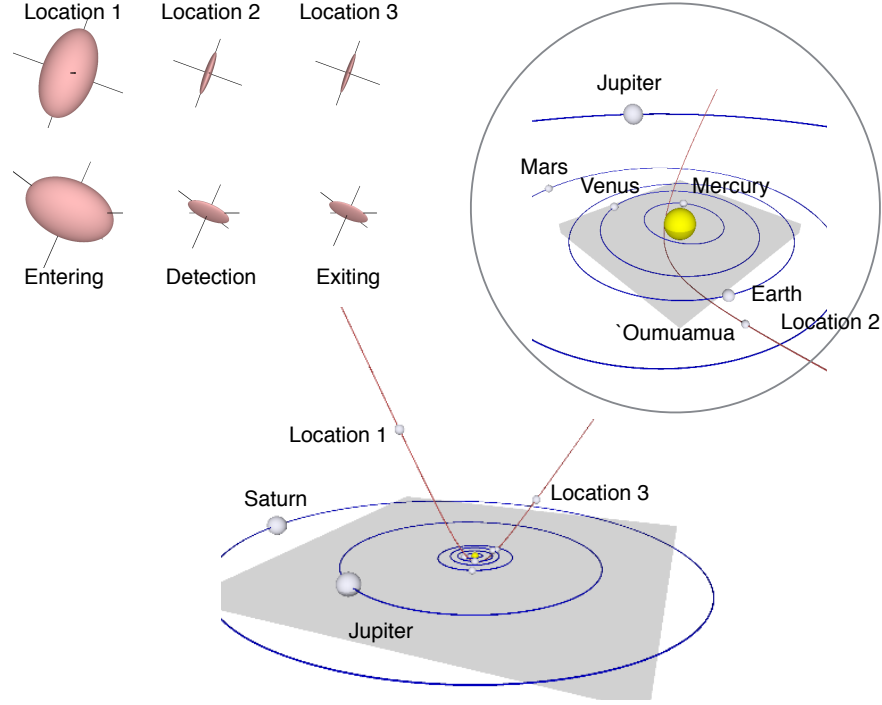 Location 1
Location 2
Location 3
Entering
Detection
Exiting
Jupiter
Mars
Venus
Mercury
Earth
`Oumuamua
Location 2
Location 1
Location 3
Saturn
Jupiter